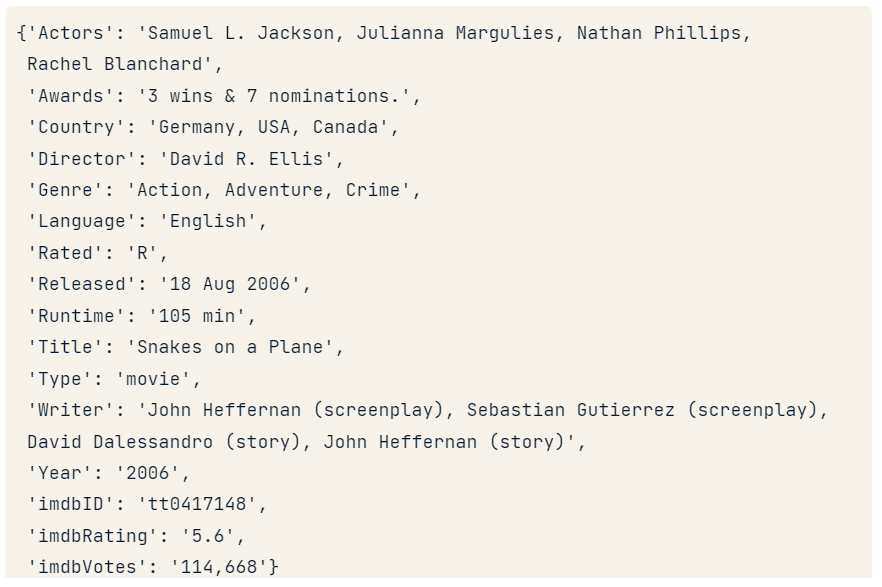 {'Actors': 'Samuel L. Jackson, Julianna Margulies, Nathan Phillips,
Rachel Blanchard',
'Awards': '3 wins & 7 nominations.',
'Country': 'Germany, USA, Canada',
'Director': 'David R. Ellis',
'Genre': 'Action, Adventure, Crime',
'Language': 'English',
'Rated': 'R',
'Released': '18 Aug 2006',
'Runtime': '105 min',
'Title': 'Snakes on a Plane',
'Type': 'movie',
'Writer': 'John Heffernan (screenplay), Sebastian Gutierrez (screenplay),
David Dalessandro (story), John Heffernan (story)',
'Year': '2006',
'imdbID': 'tt0417148',
'imdbRating': '5.6',
'imdbVotes': '114,668'}